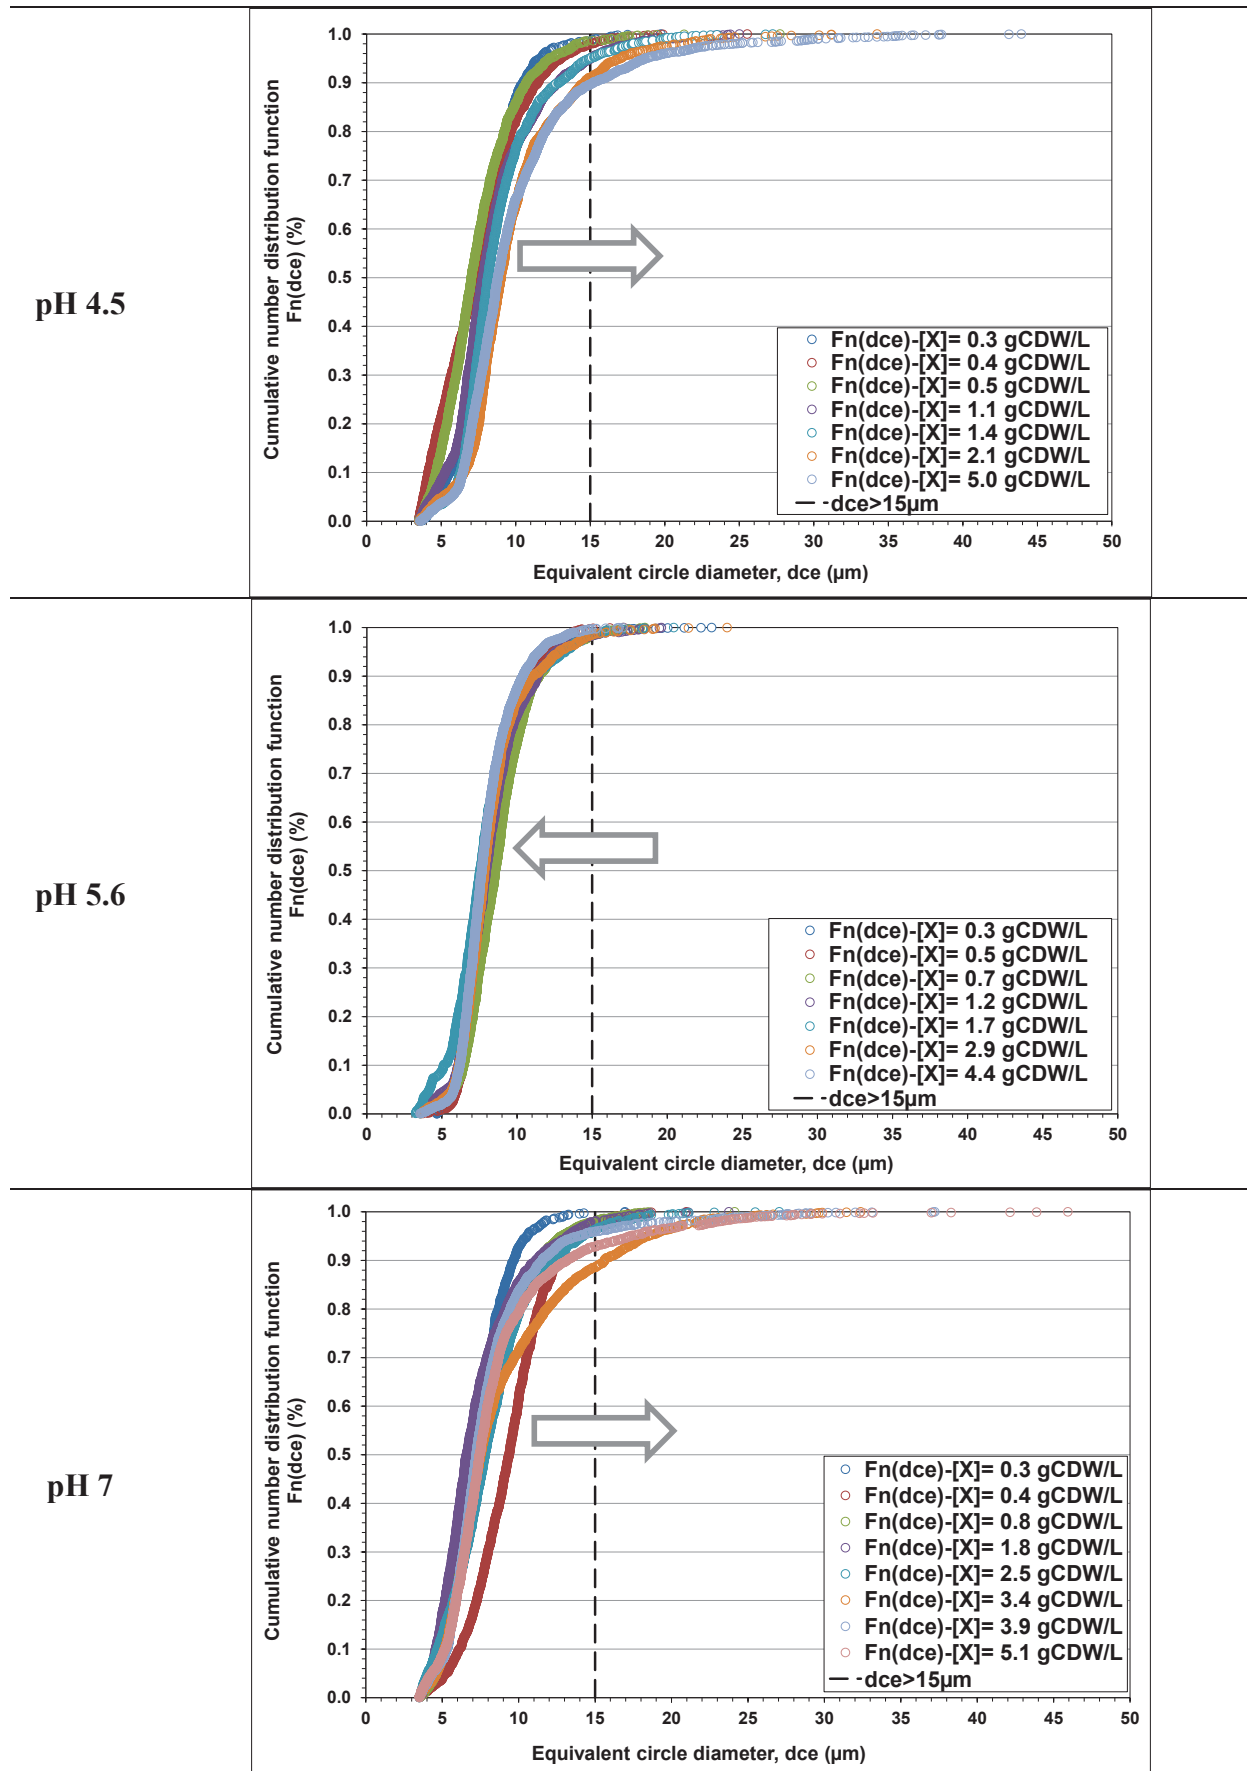 pH 4.5
Cumulative number distribution function
Fn(dce) (%)
1.0
0.9
0.8
0.7
0.6
0.5
0.4
0.3
0.2
0.1
0.0
Fn(dce)-[X]= 0.3 gCDW/L
Fn(dce)-[X]= 0.4 gCDW/L
Fn(dce)-[X]= 0.5 gCDW/L
Fn(dce)-[X]= 1.1 gCDW/L
Fn(dce)-[X]= 1.4 gCDW/L
Fn(dce)-[X]= 2.1 gCDW/L
Fn(dce)-[X]= 5.0 gCDW/L
dce>15µm
0 5 10 15 20 25 30 35 40 45 50
Equivalent circle diameter, dce (µm)
pH 5.6
Cumulative number distribution function
Fn(dce) (%)
1.0
0.9
0.8
0.7
0.6
0.5
0.4
0.3
0.2
0.1
0.0
Fn(dce)-[X]= 0.3 gCDW/L
Fn(dce)-[X]= 0.5 gCDW/L
Fn(dce)-[X]= 0.7 gCDW/L
Fn(dce)-[X]= 1.2 gCDW/L
Fn(dce)-[X]= 1.7 gCDW/L
Fn(dce)-[X]= 2.9 gCDW/L
Fn(dce)-[X]= 4.4 gCDW/L
dce>15µm
0 5 10 15 20 25 30 35 40 45 50
Equivalent circle diameter, dce (µm)
pH 7
Cumulative number distribution function
Fn(dce) (%)
1.0
0.9
0.8
0.7
0.6
0.5
0.4
0.3
0.2
0.1
0.0
Fn(dce)-[X]= 0.3 gCDW/L
Fn(dce)-[X]= 0.4 gCDW/L
Fn(dce)-[X]= 0.8 gCDW/L
Fn(dce)-[X]= 1.8 gCDW/L
Fn(dce)-[X]= 2.5 gCDW/L
Fn(dce)-[X]= 3.4 gCDW/L
Fn(dce)-[X]= 3.9 gCDW/L
Fn(dce)-[X]= 5.1 gCDW/L
dce>15µm
0 5 10 15 20 25 30 35 40 45 50
Equivalent circle diameter, dce (µm)